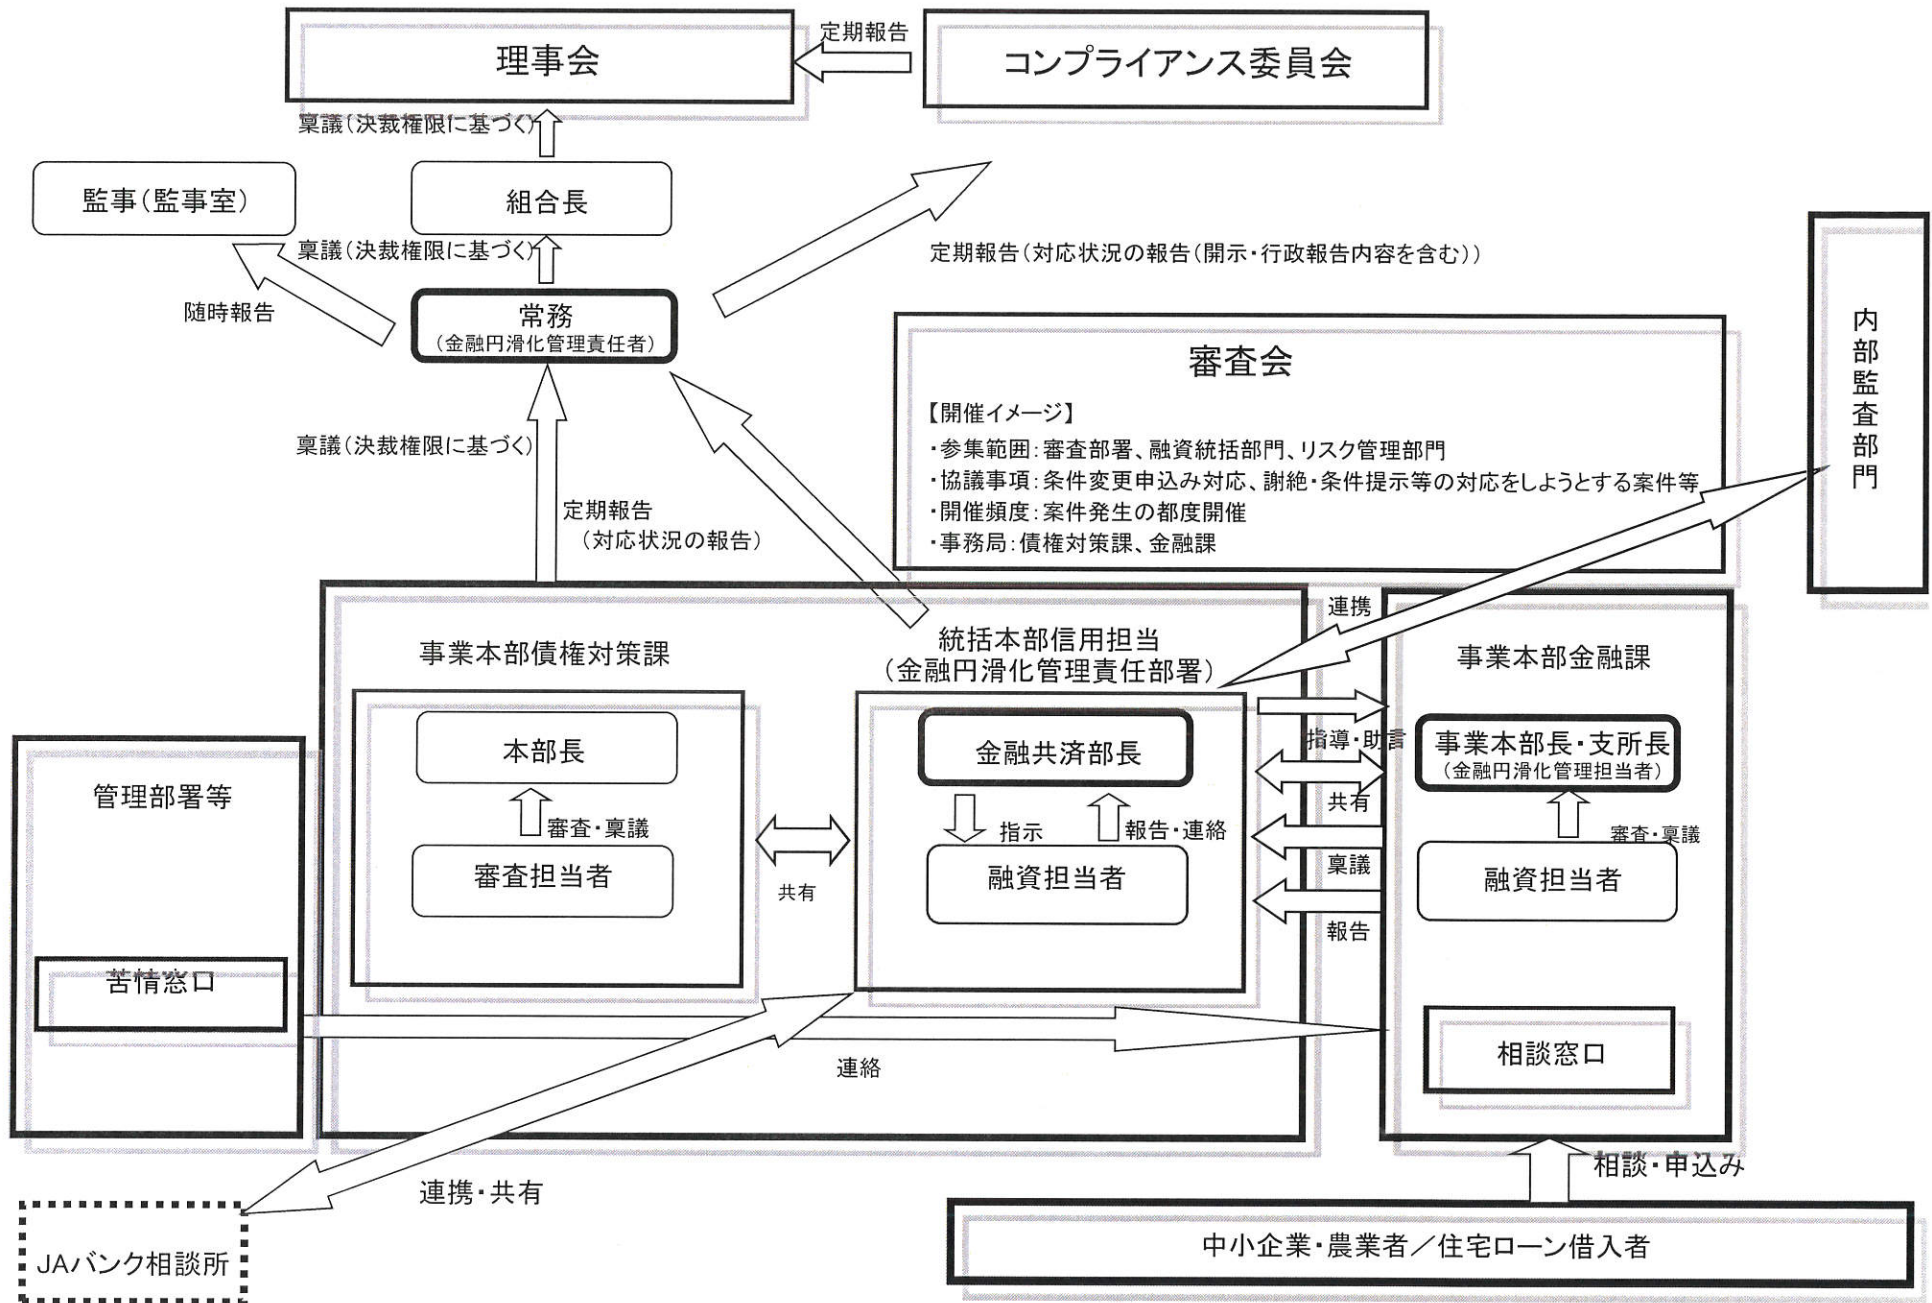 理事会
定期報告
コンプライアンス委員会
稟議(決裁権限に基づく)
監事(監事室)
組合長
稟議(決裁権限に基づく)
定期報告(対応状況の報告(開示・行政報告内容を含む))
随時報告
常務
(金融円滑化管理責任者)
内部監査部門
審査会
【開催イメージ】
・参集範囲:審査部署、融資統括部門、リスク管理部門
・協議事項:条件変更申込み対応、謝絶・条件提示等の対応をしようとする案件等
・開催頻度:案件発生の都度開催
・事務局:債権対策課、金融課
稟議(決裁権限に基づく)
定期報告
(対応状況の報告)
連携
事業本部債権対策課
統括本部信用担当
(金融円滑化管理責任部署)
事業本部金融課
本部長
審査・稟議
審査担当者
共有
金融共済部長
指示
報告・連絡
融資担当者
指導・助言
共有
稟議
報告
事業本部長・支所長
(金融円滑化管理担当者)
審査・稟議
融資担当者
相談窓口
管理部署等
苦情窓口
連絡
連携・共有
相談・申込み
JAバンク相談所
中小企業・農業者/住宅ローン借入者